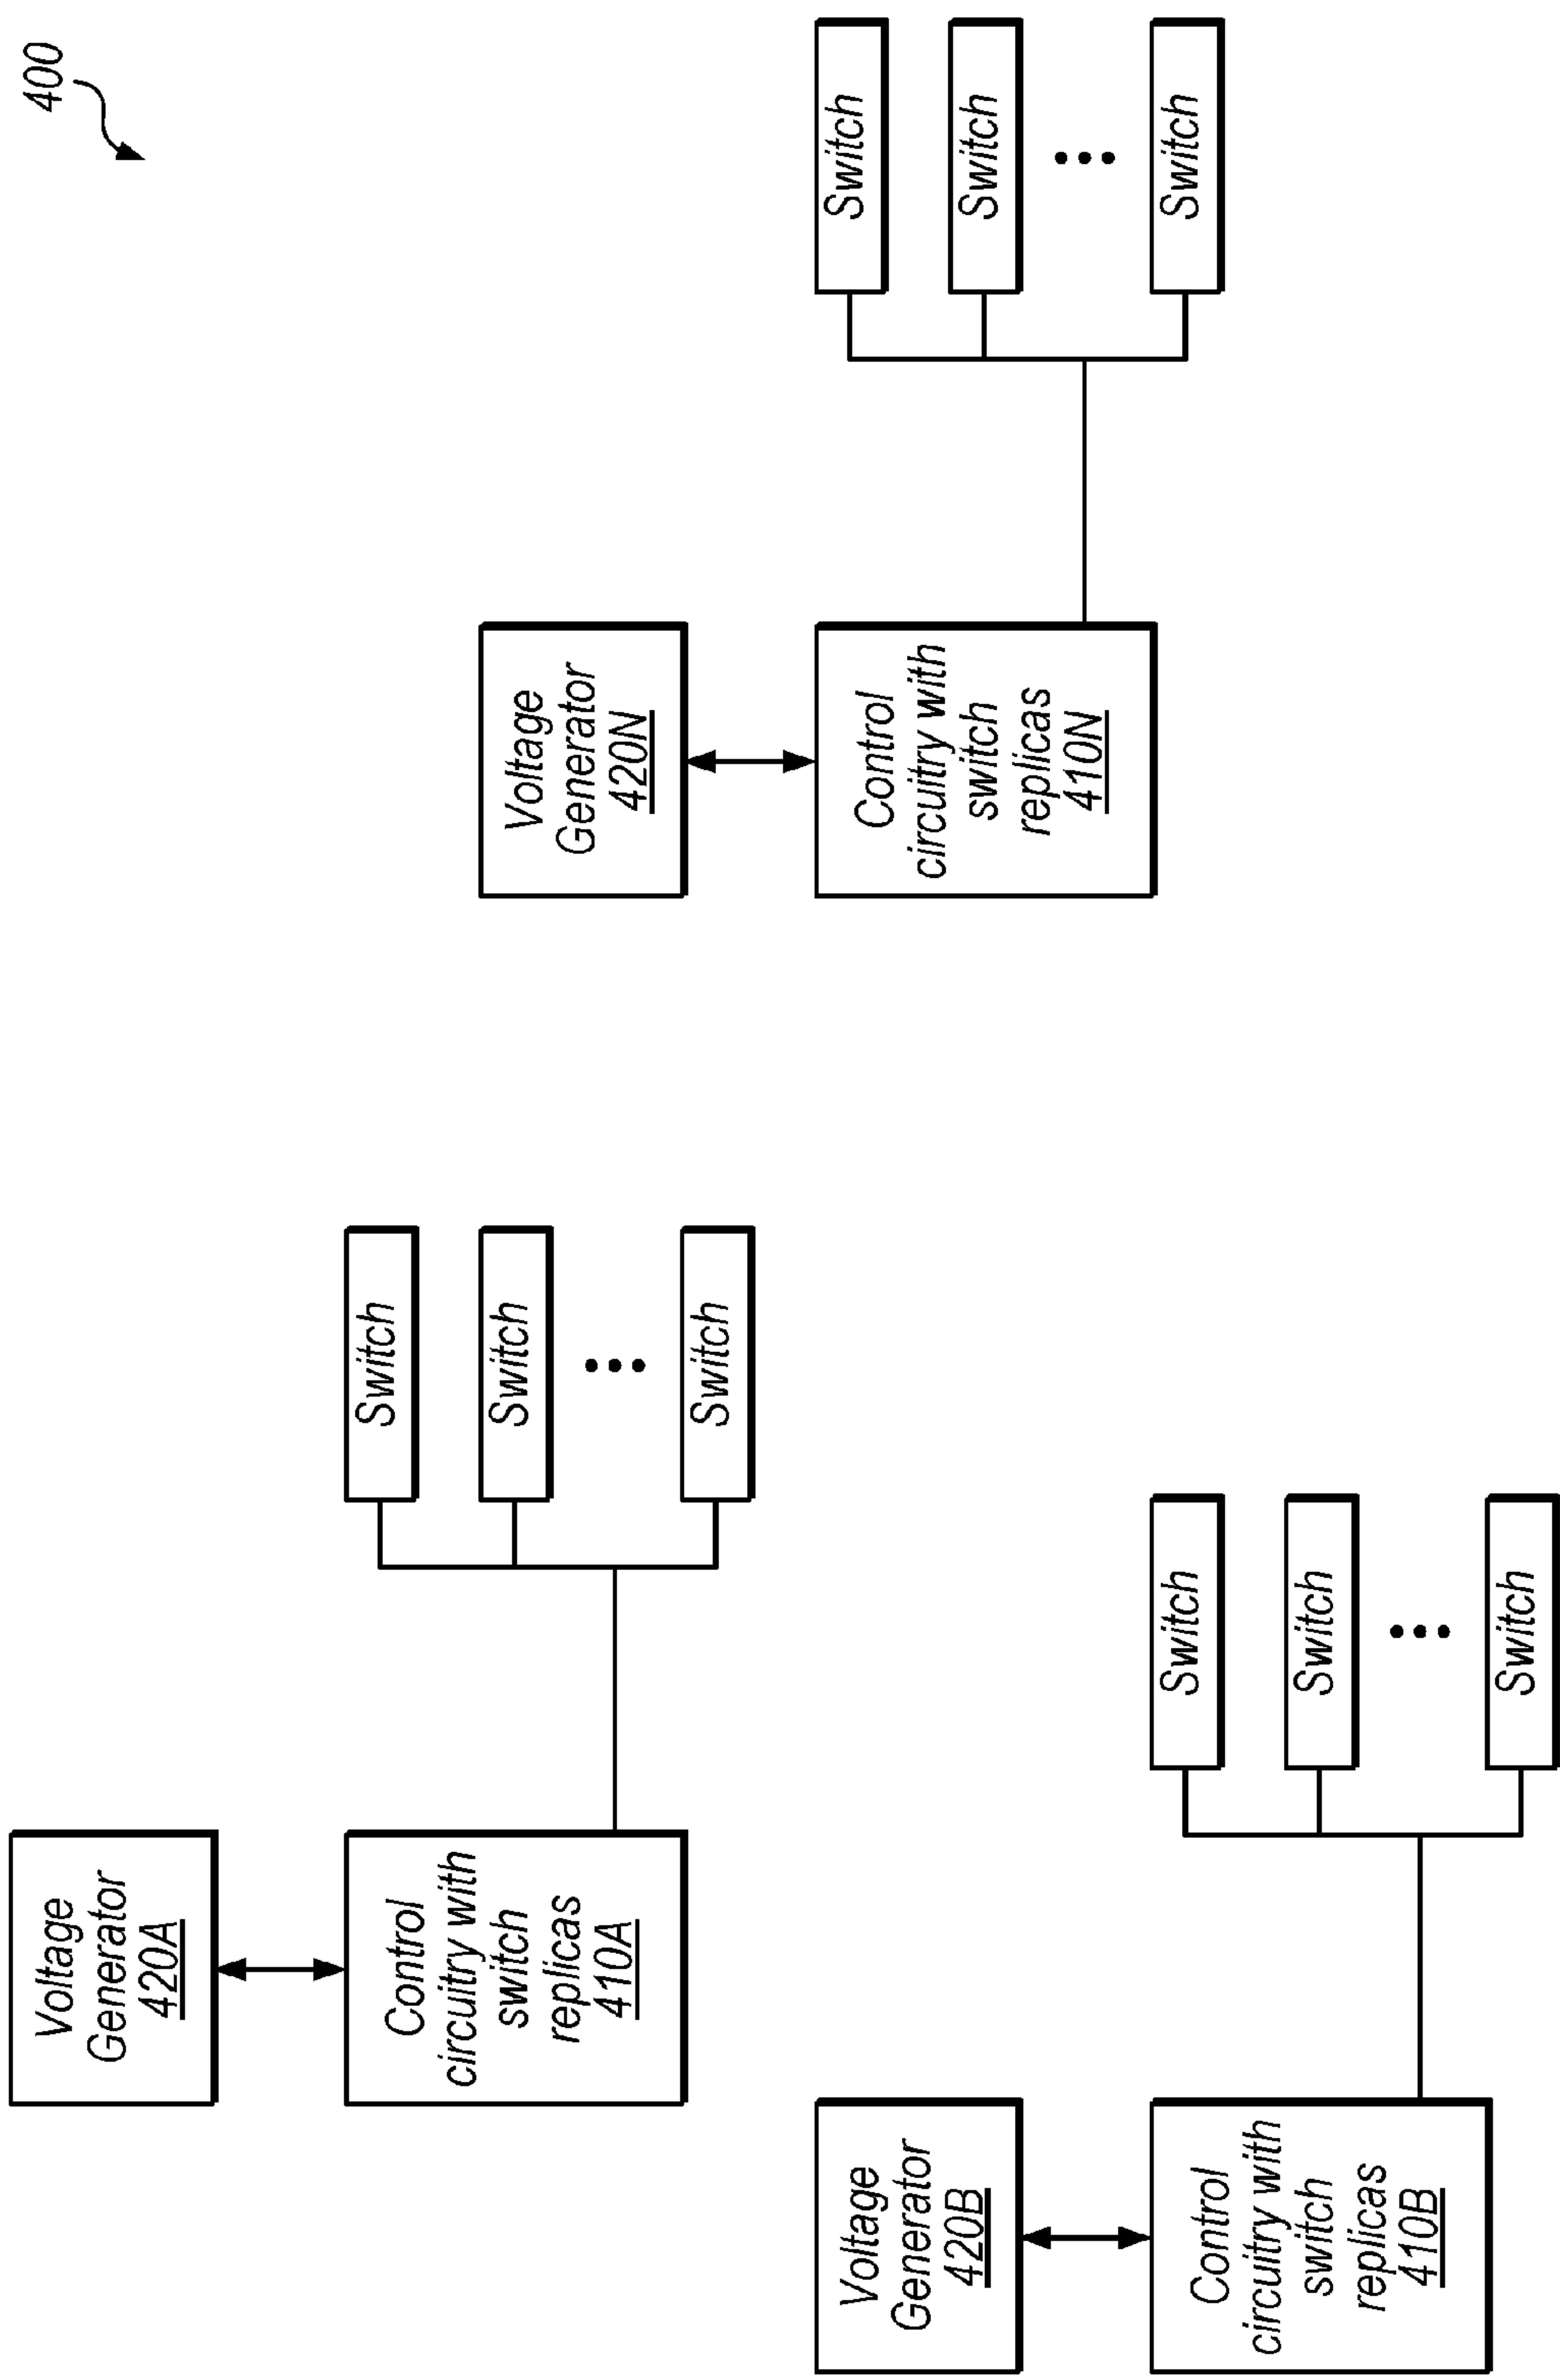 400
Voltage
Generator
420A
Control
circuitry with
switch
replicas
410A
Switch
Switch
Switch
Voltage
Generator
420B
Control
circuitry with
switch
replicas
410B
Switch
Switch
Switch
Voltage
Generator
420N
Control
circuitry with
switch
replicas
410N
Switch
Switch
Switch